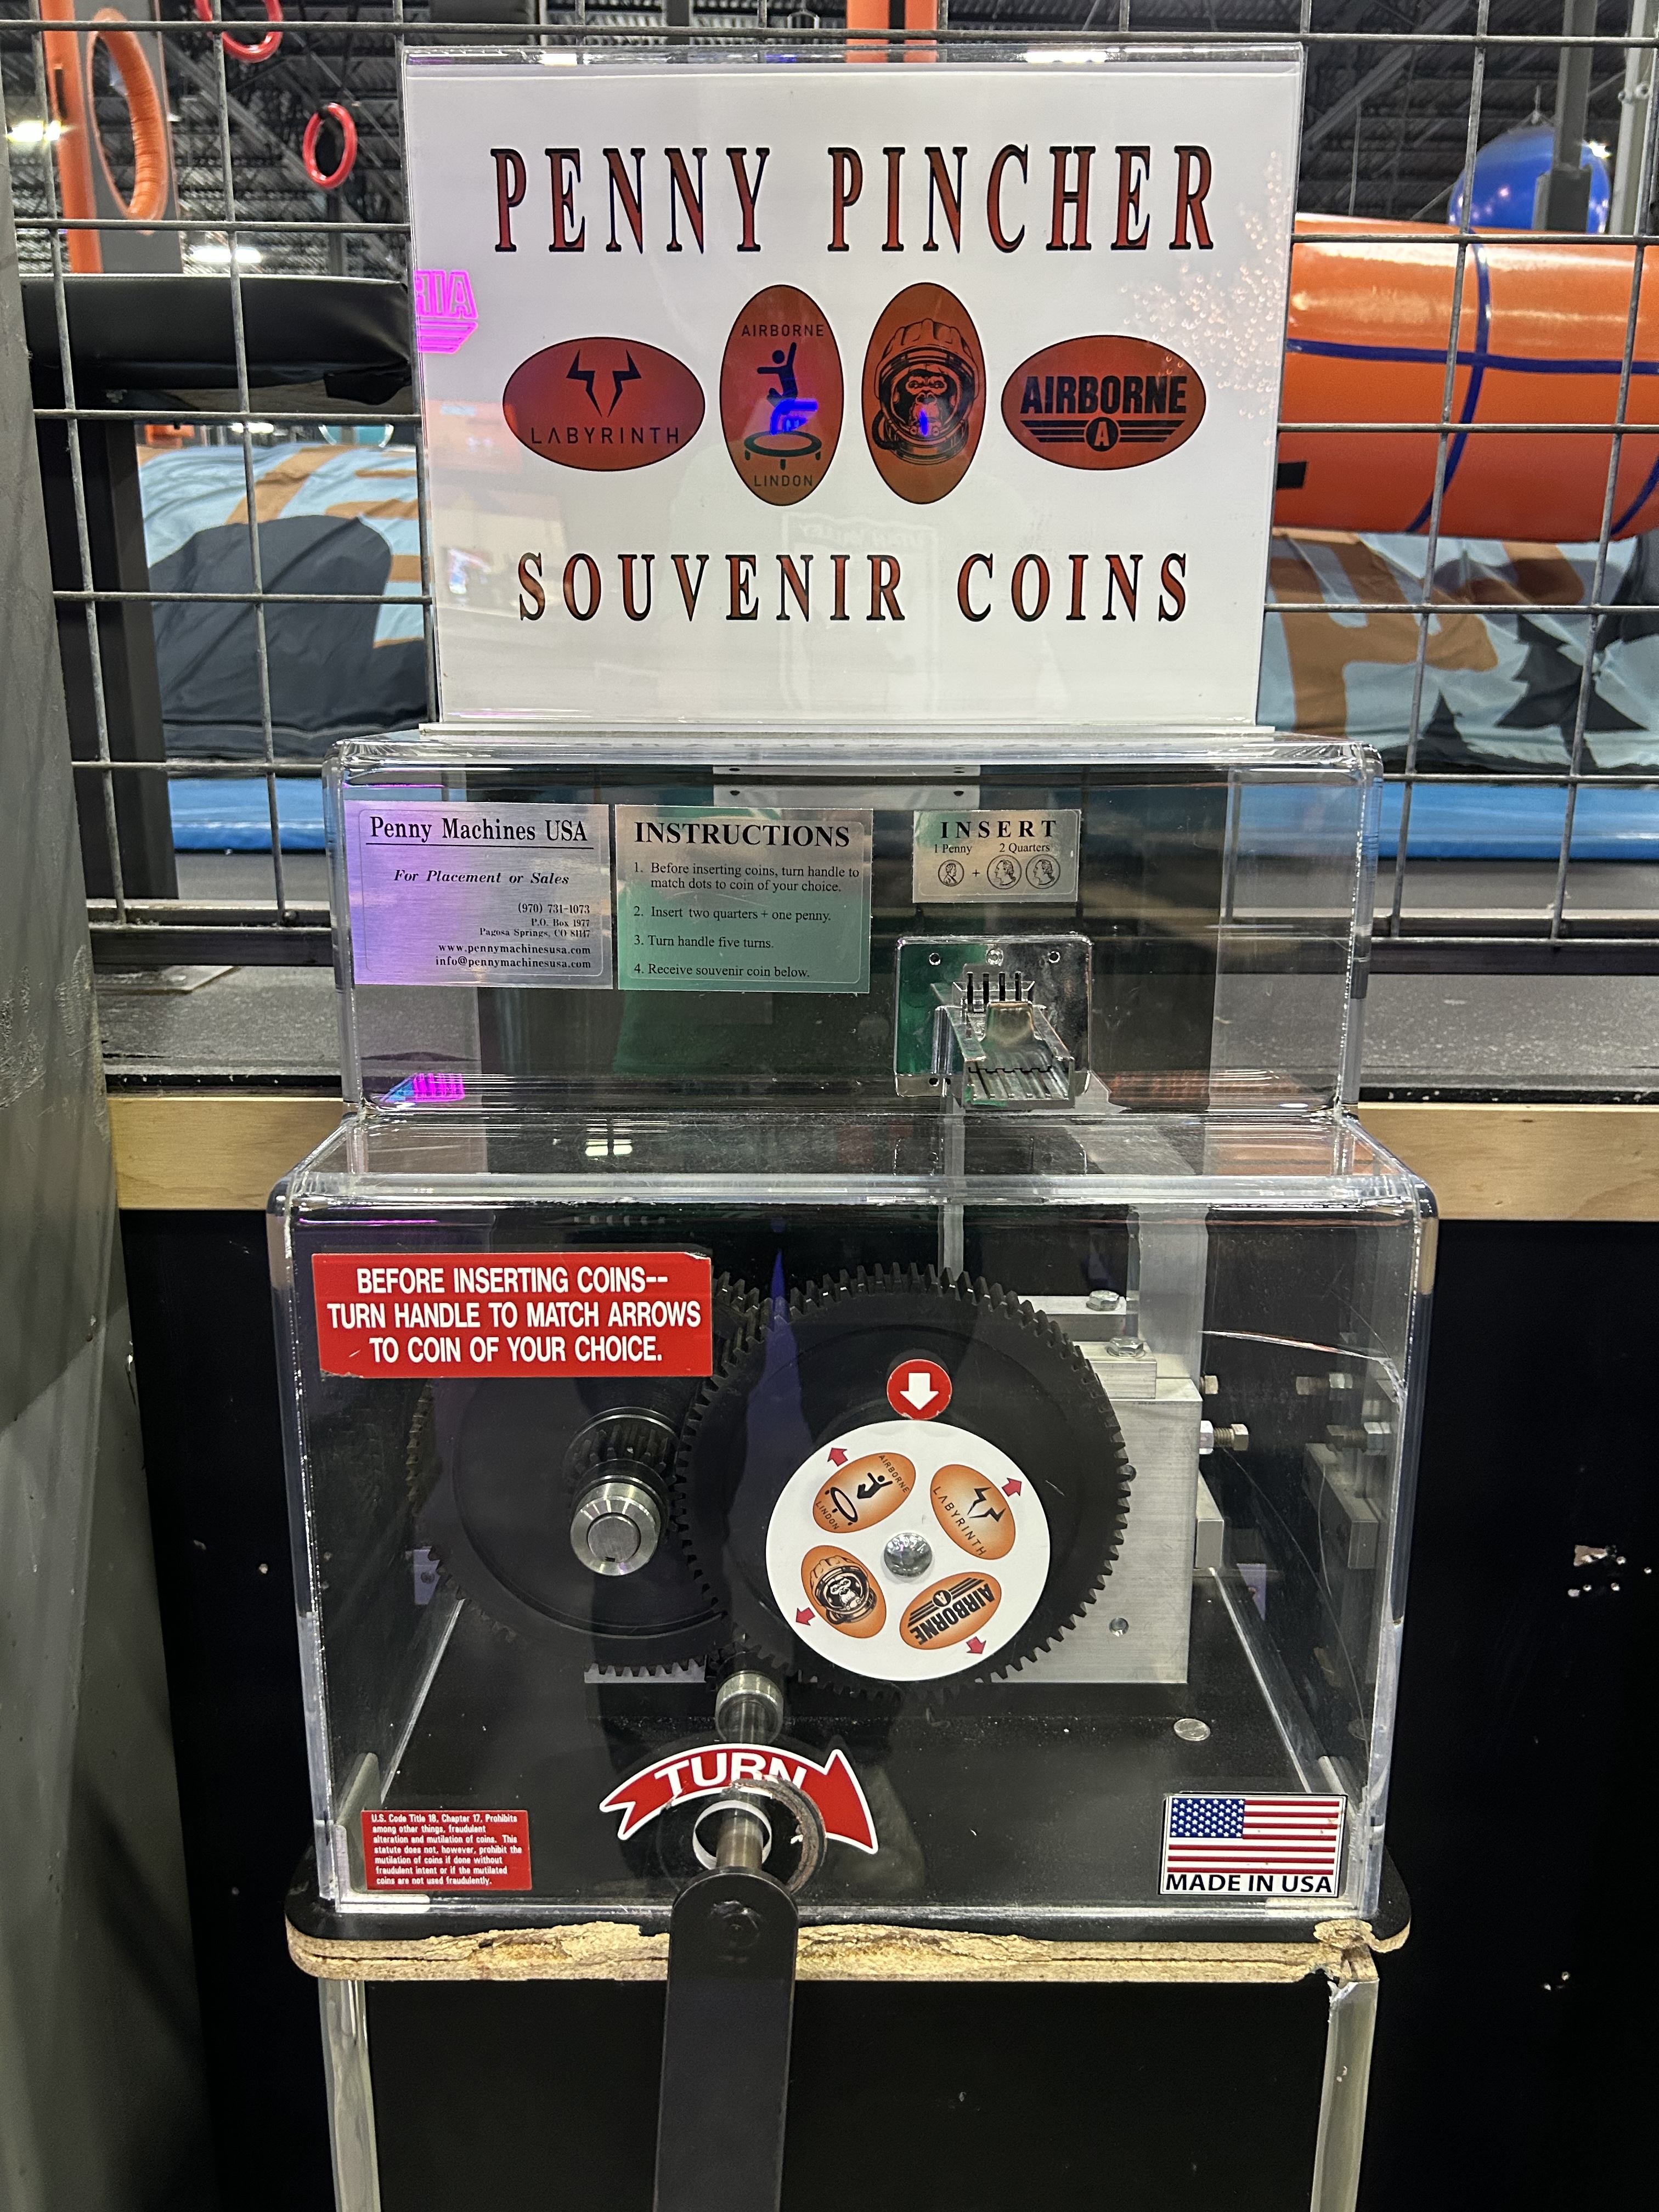 PENNY PINCHER
LABYRINTH
AIRBORNE
LINDON
AIRBORNE
A
SOUVENIR COINS
Penny Machines USA
For Placement or Sales
(970) 731-1073
P.O. Box 1977
Pagosa Springs, CO 81147
www.pennymachinesusa.com
info@pennymachinesusa.com
INSTRUCTIONS
1. Before inserting coins, turn handle to
match dots to coin of your choice.
2. Insert two quarters + one penny.
3. Turn handle five turns.
4. Receive souvenir coin below.
INSERT
1 Penny 2 Quarters
+
BEFORE INSERTING COINS--
TURN HANDLE TO MATCH ARROWS
TO COIN OF YOUR CHOICE.
AIRBORNE
LINDON
LABYRINTH
AIRBORNE
A
TURN
U.S. Code Title 18, Chapter 17, Prohibits
among other things, fraudulent
alteration and mutilation of coins. This
statute does not, however, prohibit the
mutilation of coins if done without
fraudulent intent or if the mutilated
coins are not used fraudulently.
MADE IN USA